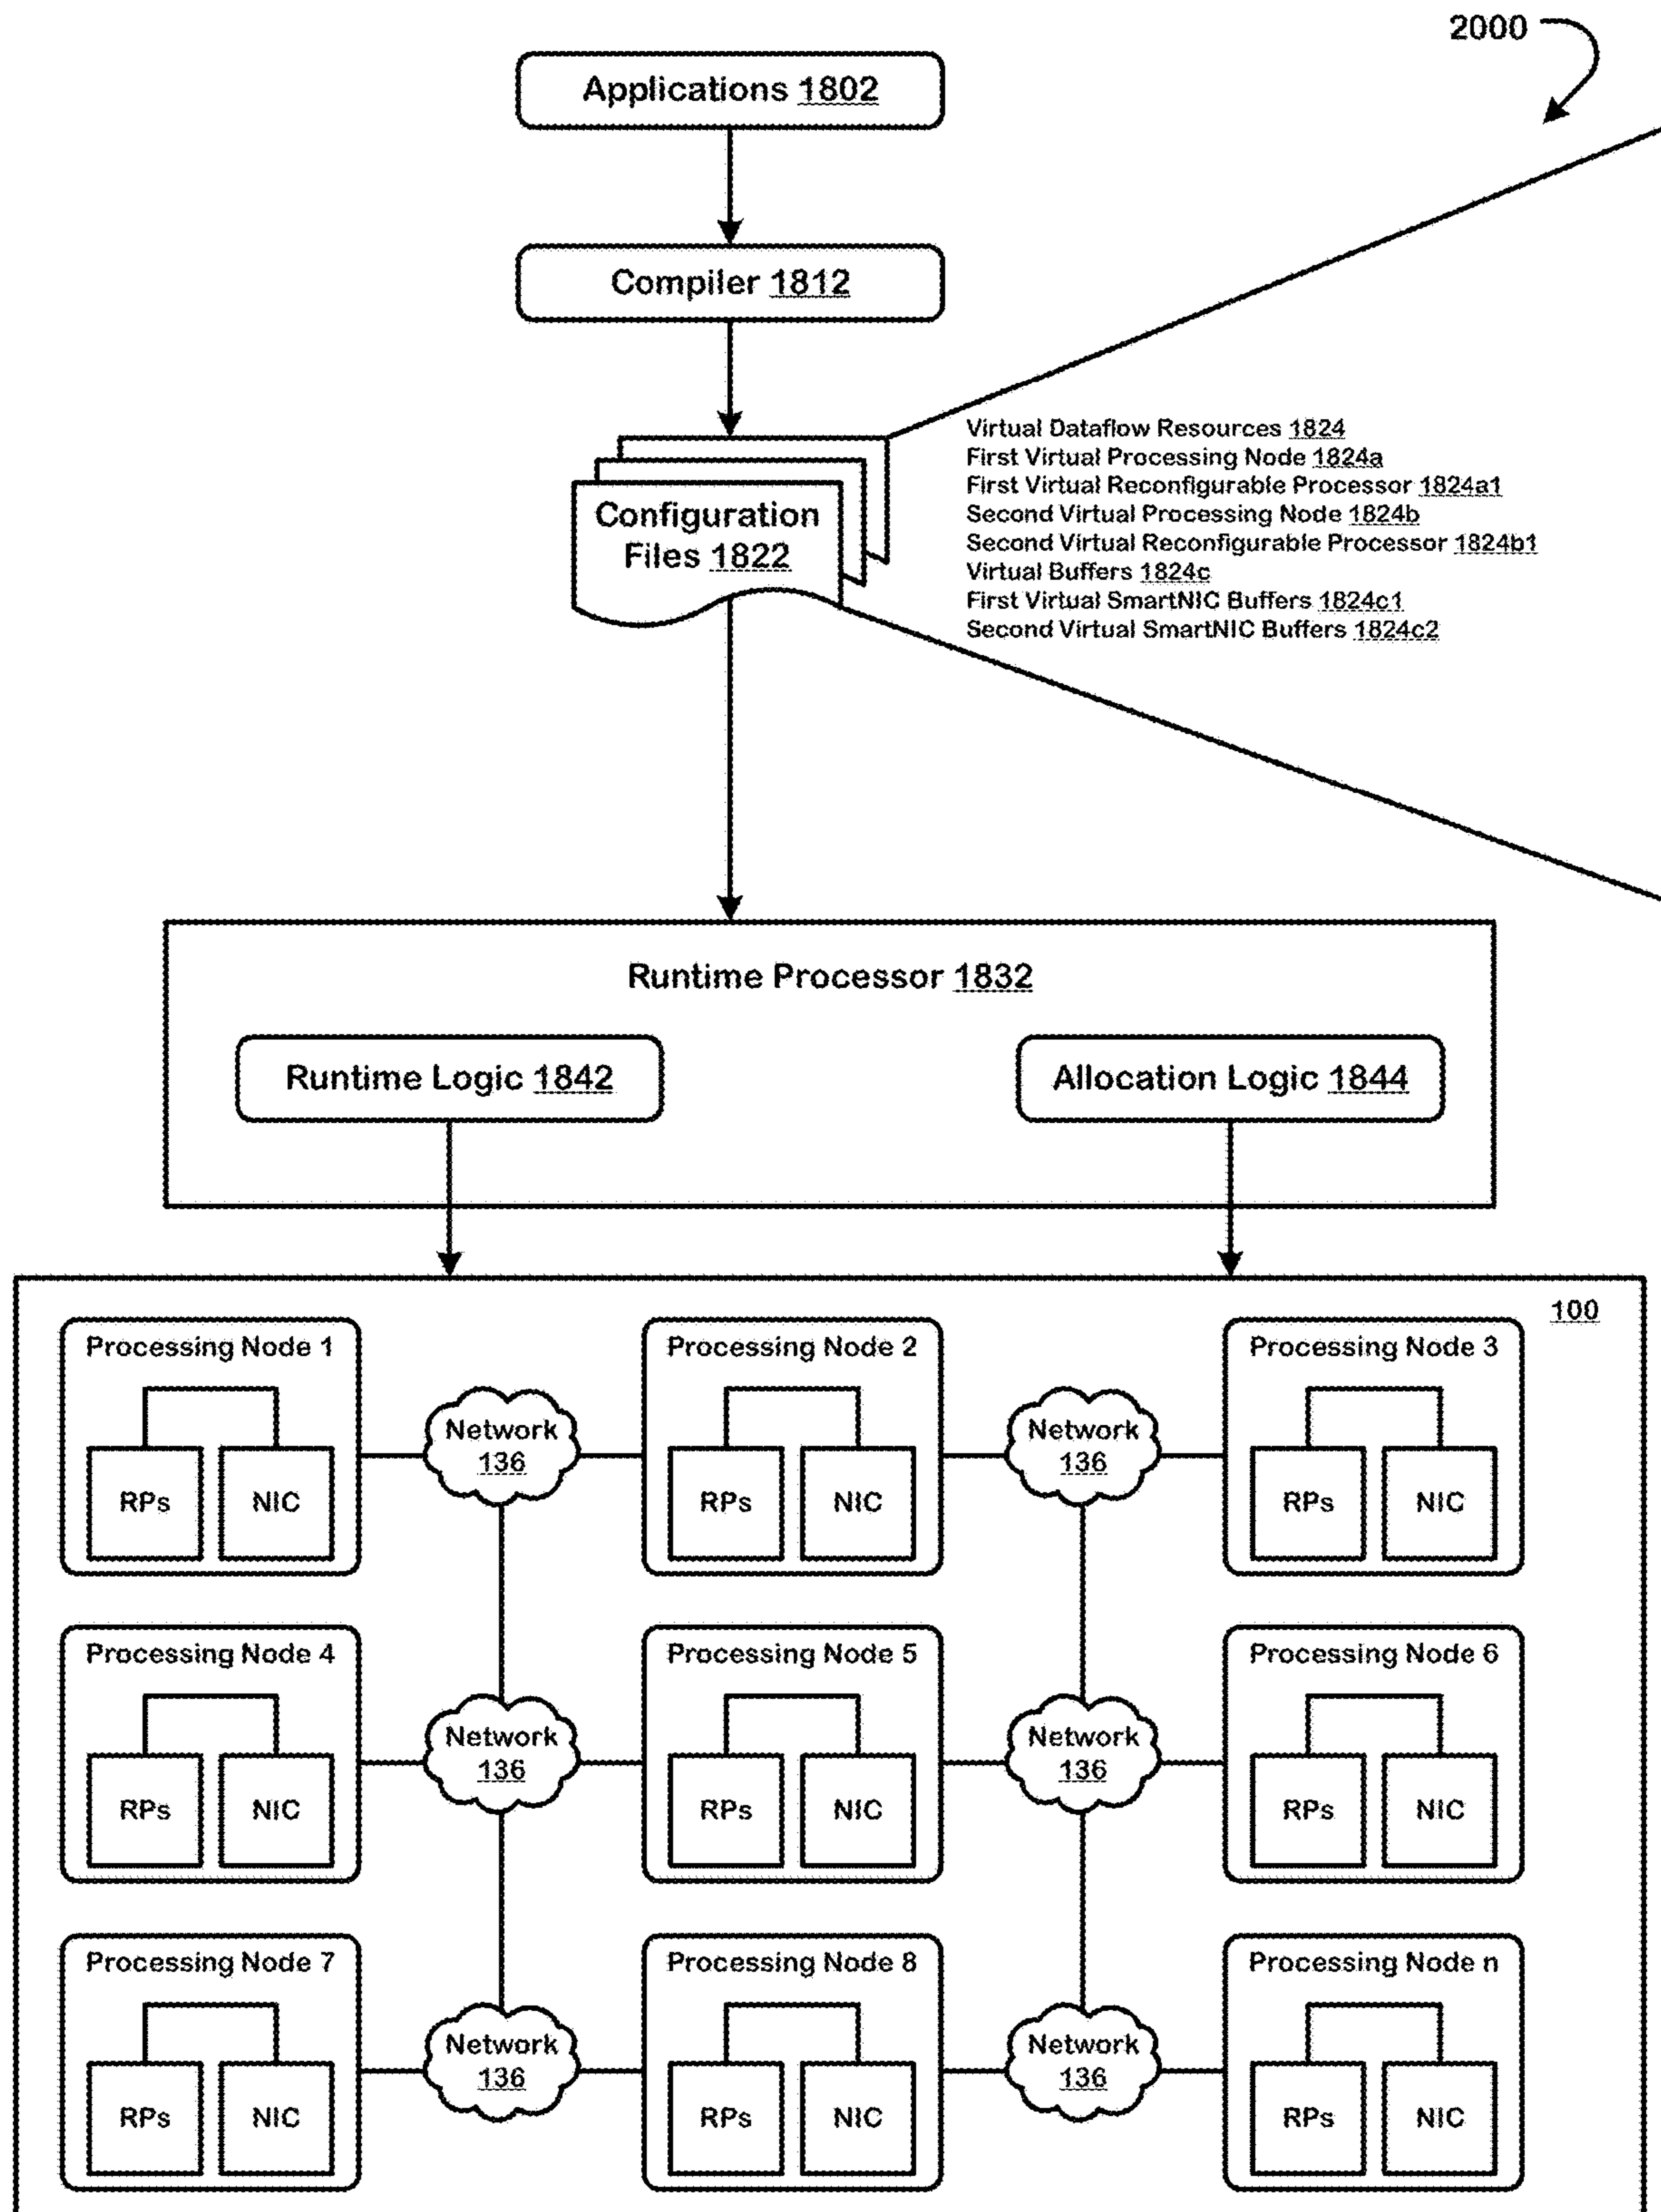 2000
Applications 1802
Compiler 1812
Configuration
Files 1822
Virtual Dataflow Resources 1824
First Virtual Processing Node 1824a
First Virtual Reconfigurable Processor 1824a1
Second Virtual Processing Node 1824b
Second Virtual Reconfigurable Processor 1824b1
Virtual Buffers 1824c
First Virtual SmartNIC Buffers 1824c1
Second Virtual SmartNIC Buffers 1824c2
Runtime Processor 1832
Runtime Logic 1842
Allocation Logic 1844
100
Processing Node 1
RPs
NIC
Network
136
Processing Node 2
RPs
NIC
Network
136
Processing Node 3
RPs
NIC
Processing Node 4
RPs
NIC
Network
136
Processing Node 5
RPs
NIC
Network
136
Processing Node 6
RPs
NIC
Processing Node 7
RPs
NIC
Network
136
Processing Node 8
RPs
NIC
Network
136
Processing Node n
RPs
NIC